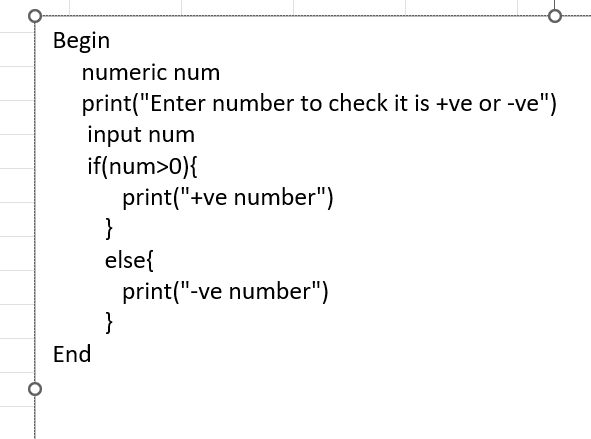 Begin
numeric num
print("Enter number to check it is +ve or -ve")
input num
if(num>0){
print("+ve number")
}
else{
print("-ve number")
}
End